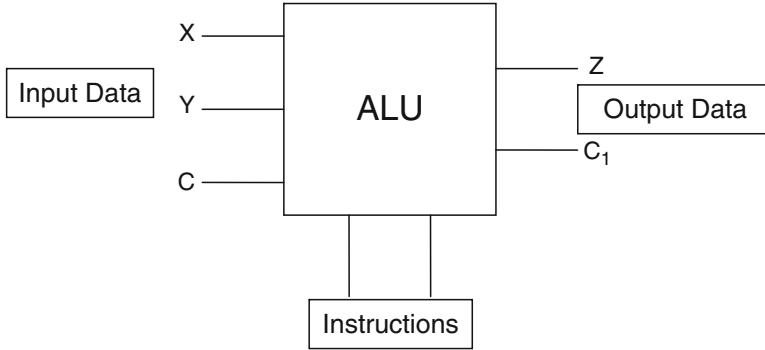 X
Input Data
Y
C
ALU
Z
Output Data
C₁
Instructions